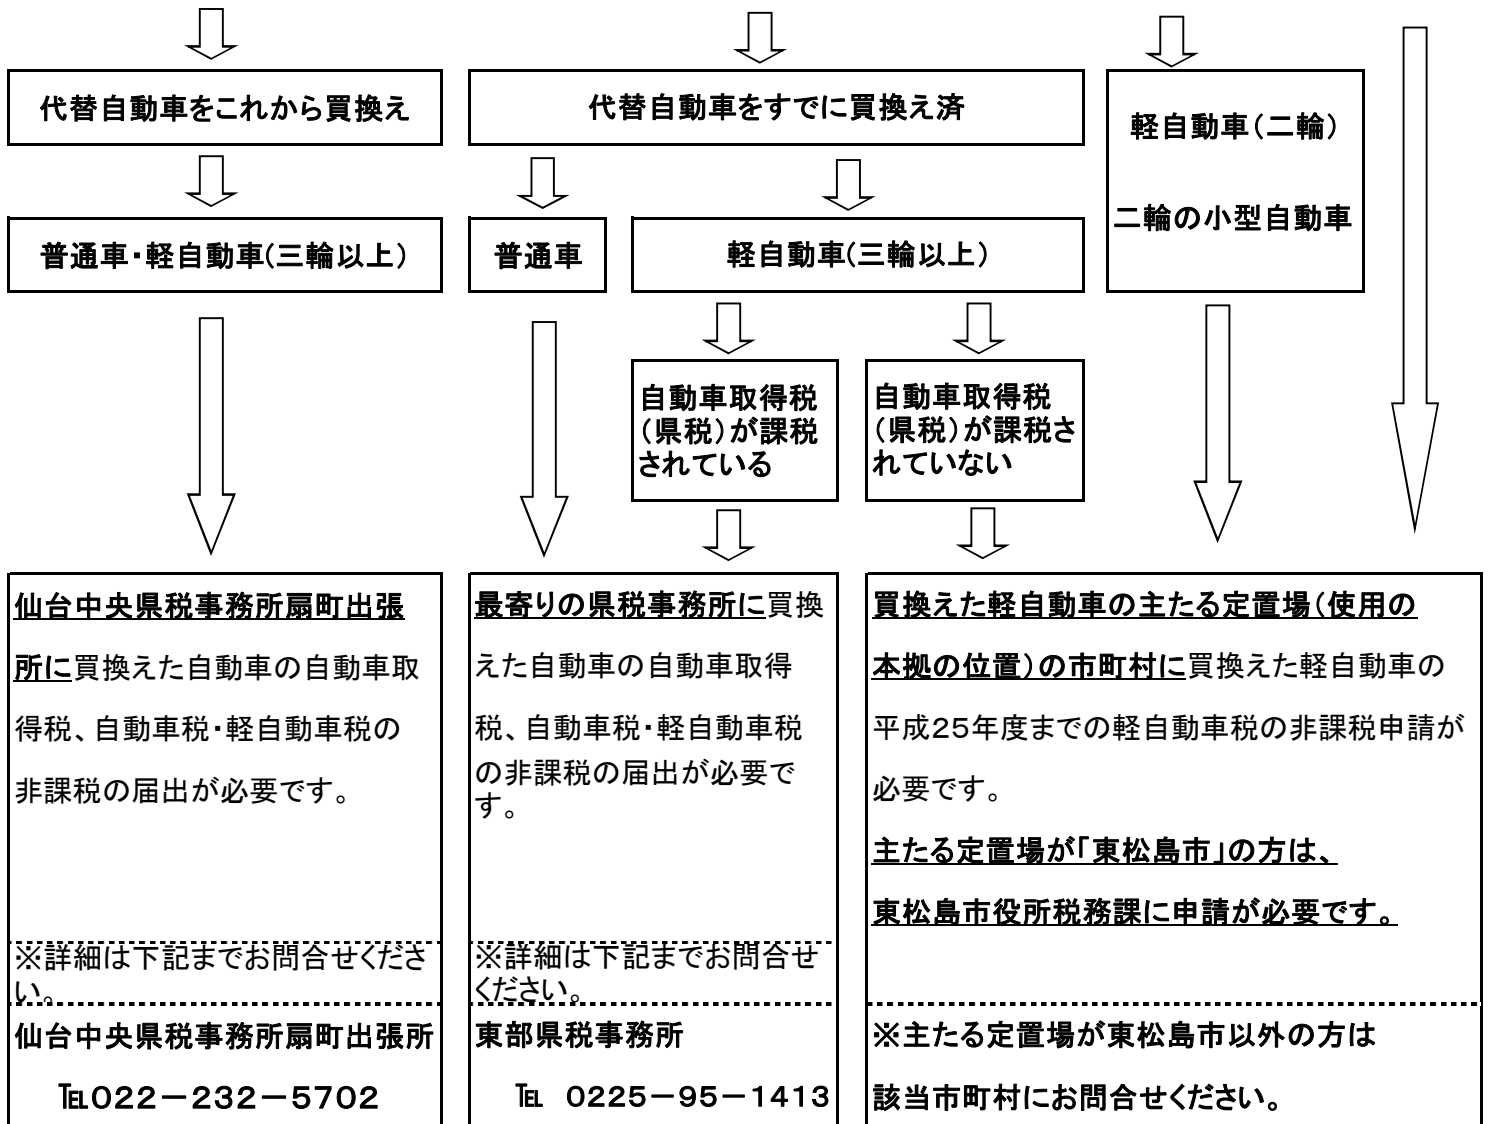 代替自動車をこれから買換え
代替自動車をすでに買換え済
軽自動車(二輪)
二輪の小型自動車
普通車・軽自動車(三輪以上)
普通車
軽自動車(三輪以上)
自動車取得税
(県税)が課税
されている
自動車取得税
(県税)が課税さ
れていない
仙台中央県税事務所扇町出張
所に買換えた自動車の自動車取
得税、自動車税・軽自動車税の
非課税の届出が必要です。
※詳細は下記までお問合せくださ
い。
仙台中央県税事務所扇町出張所
℡022-232-5702
最寄りの県税事務所に買換
えた自動車の自動車取得
税、自動車税・軽自動車税
の非課税の届出が必要で
す。
※詳細は下記までお問合せ
ください。
東部県税事務所
℡ 0225-95-1413
買換えた軽自動車の主たる定置場(使用の
本拠の位置)の市町村に買換えた軽自動車の
平成25年度までの軽自動車税の非課税申請が
必要です。
主たる定置場が「東松島市」の方は、
東松島市役所税務課に申請が必要です。
※主たる定置場が東松島市以外の方は
該当市町村にお問合せください。